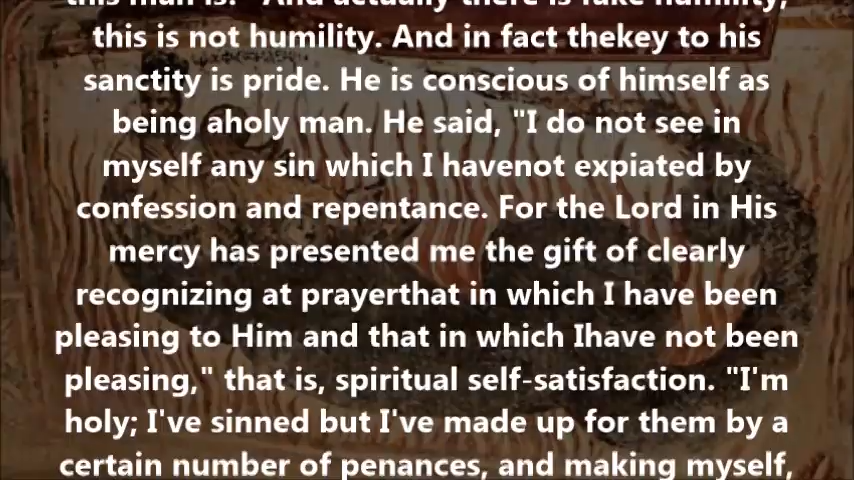 this man is." And actually there is fake humility,
this is not humility. And in fact thekey to his
sanctity is pride. He is conscious of himself as
being aholy man. He said, "I do not see in
myself any sin which I havenot expiated by
confession and repentance. For the Lord in His
mercy has presented me the gift of clearly
recognizing at prayerthat in which I have been
pleasing to Him and that in which Ihave not been
pleasing," that is, spiritual self-satisfaction. "I'm
holy; I've sinned but I've made up for them by a
certain number of penances, and making myself,